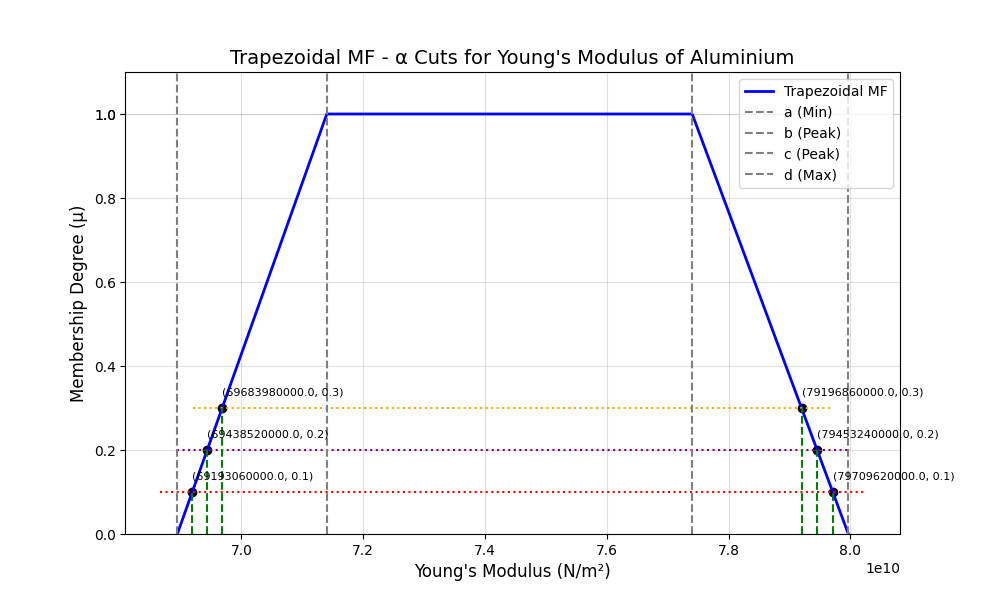 Trapezoidal MF - α Cuts for Young's Modulus of Aluminium
Membership Degree (μ)
1.0
0.8
0.6
0.4
0.2
0.0
Trapezoidal MF
a (Min)
b (Peak)
c (Peak)
d (Max)
(69683980000.0, 0.3)
(79196860000.0, 0.3)
(69438520000.0, 0.2)
(79453240000.0, 0.2)
(69193060000.0, 0.1)
(79709620000.0, 0.1)
7.0
7.2
7.4
7.6
7.8
8.0
1e10
Young's Modulus (N/m²)